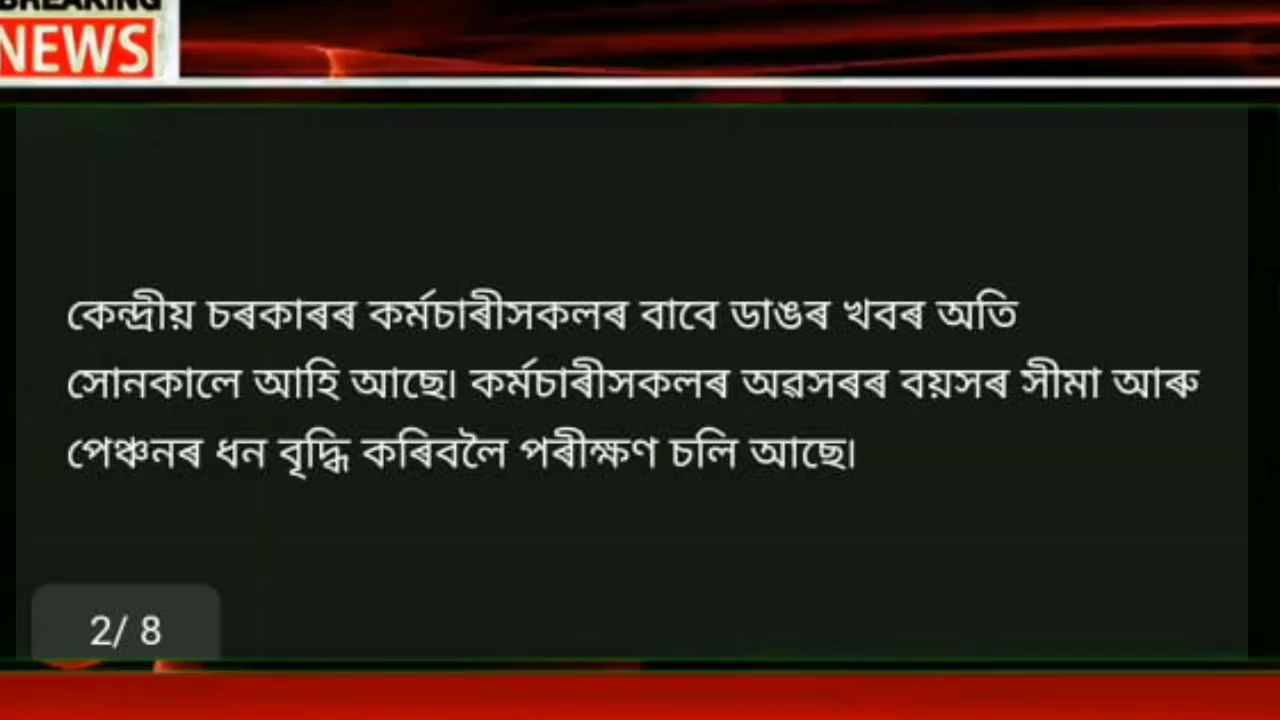 BREAKING
NEWS
কেন্দ্ৰীয় চৰকাৰৰ কৰ্মচাৰীসকলৰ বাবে ডাঙৰ খবৰ অতি
সোনকালে আহি আছে। কৰ্মচাৰীসকলৰ অৱসৰৰ বয়সৰ সীমা আৰু
পেঞ্চনৰ ধন বৃদ্ধি কৰিবলৈ পৰীক্ষণ চলি আছে।
2/ 8